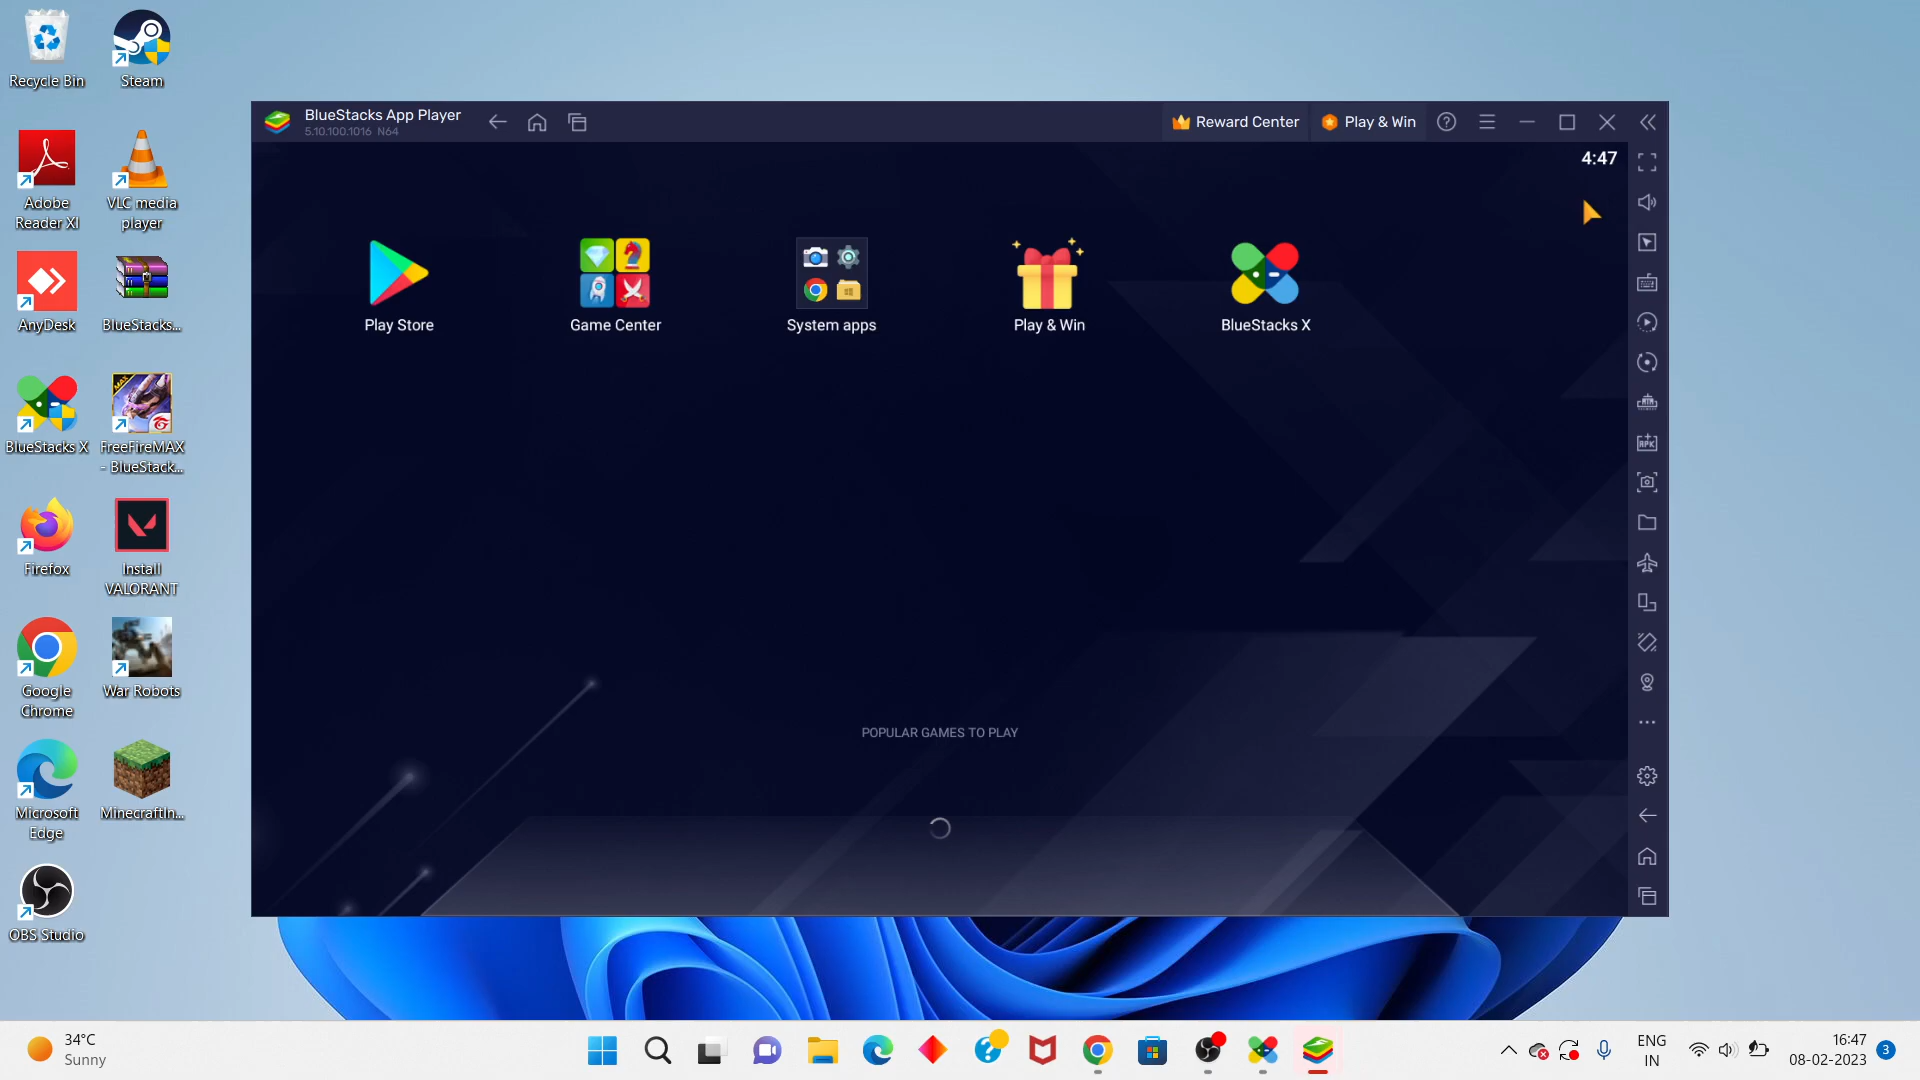 Recycle Bin
Steam
Adobe
Reader XI
VLC media
player
AnyDesk
BlueStacks...
BlueStacks X
MAX
FreeFireMAX
- BlueStack...
Firefox
Install
VALORANT
Google
Chrome
War Robots
Microsoft
Edge
MinecraftIn...
OBS Studio
BlueStacks App Player
5.10.100.1016 N64
Reward Center
Play & Win
4:47
Play Store
Game Center
System apps
Play & Win
BlueStacks X
POPULAR GAMES TO PLAY
APK
34°C
Sunny
ENG
IN
16:47
08-02-2023
3